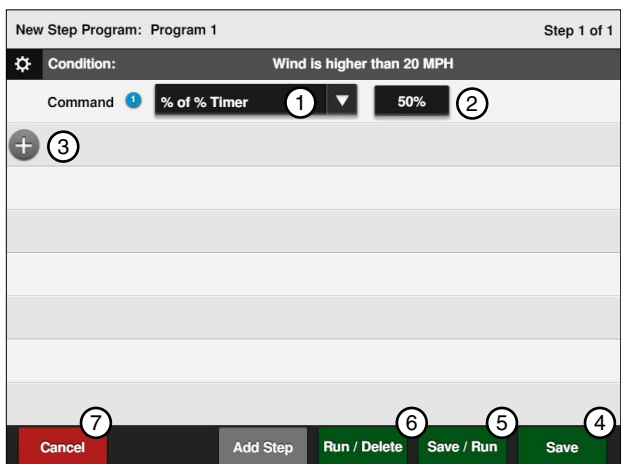 New Step Program: Program 1 Step 1 of 1
Condition: Wind is higher than 20 MPH
Command 1 % of % Timer 1 50% 2
3
7 6 5 4
Cancel Add Step Run / Delete Save / Run Save